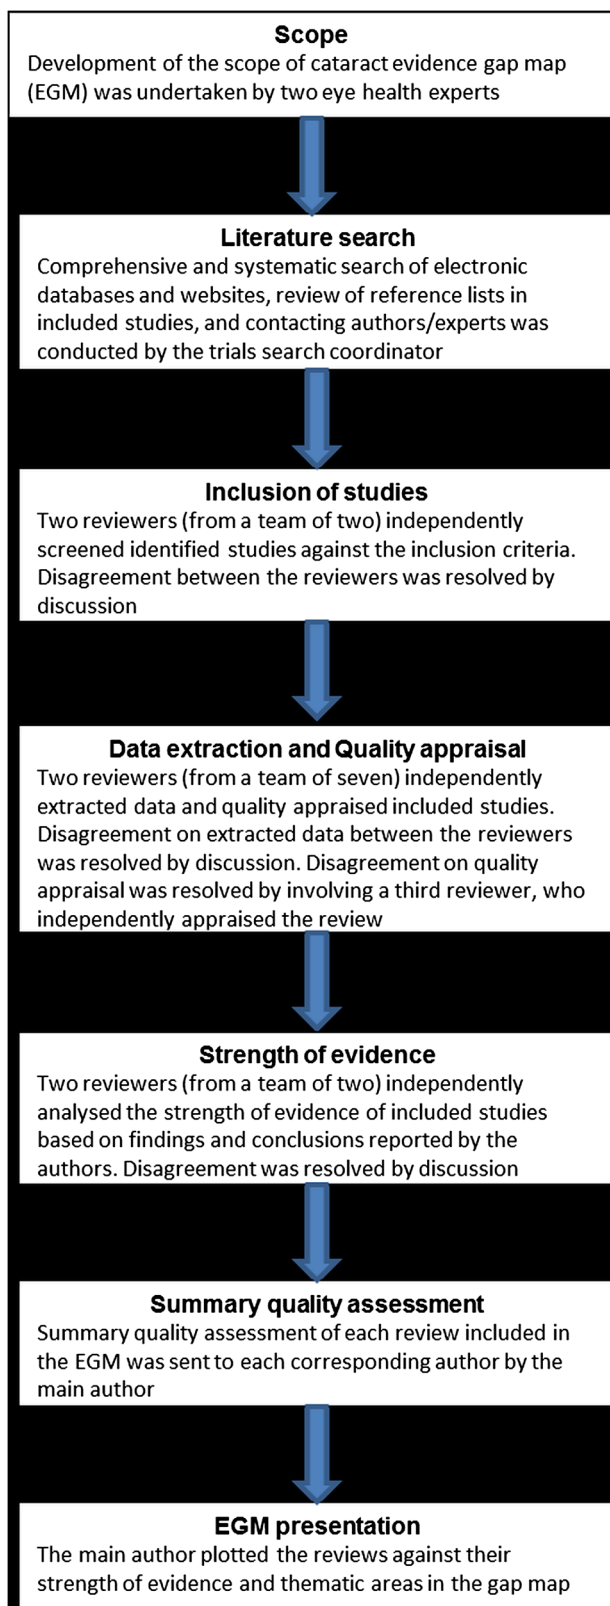 Scope
Development of the scope of cataract evidence gap map
(EGM) was undertaken by two eye health experts
Literature search
Comprehensive and systematic search of electronic
databases and websites, review of reference lists in
included studies, and contacting authors/experts was
conducted by the trials search coordinator
Inclusion of studies
Two reviewers (from a team of two) independently
screened identified studies against the inclusion criteria.
Disagreement between the reviewers was resolved by
discussion
Data extraction and Quality appraisal
Two reviewers (from a team of seven) independently
extracted data and quality appraised included studies.
Disagreement on extracted data between the reviewers
was resolved by discussion. Disagreement on quality
appraisal was resolved by involving a third reviewer, who
independently appraised the review
Strength of evidence
Two reviewers (from a team of two) independently
analysed the strength of evidence of included studies
based on findings and conclusions reported by the
authors. Disagreement was resolved by discussion
Summary quality assessment
Summary quality assessment of each review included in
the EGM was sent to each corresponding author by the
main author
EGM presentation
The main author plotted the reviews against their
strength of evidence and thematic areas in the gap map